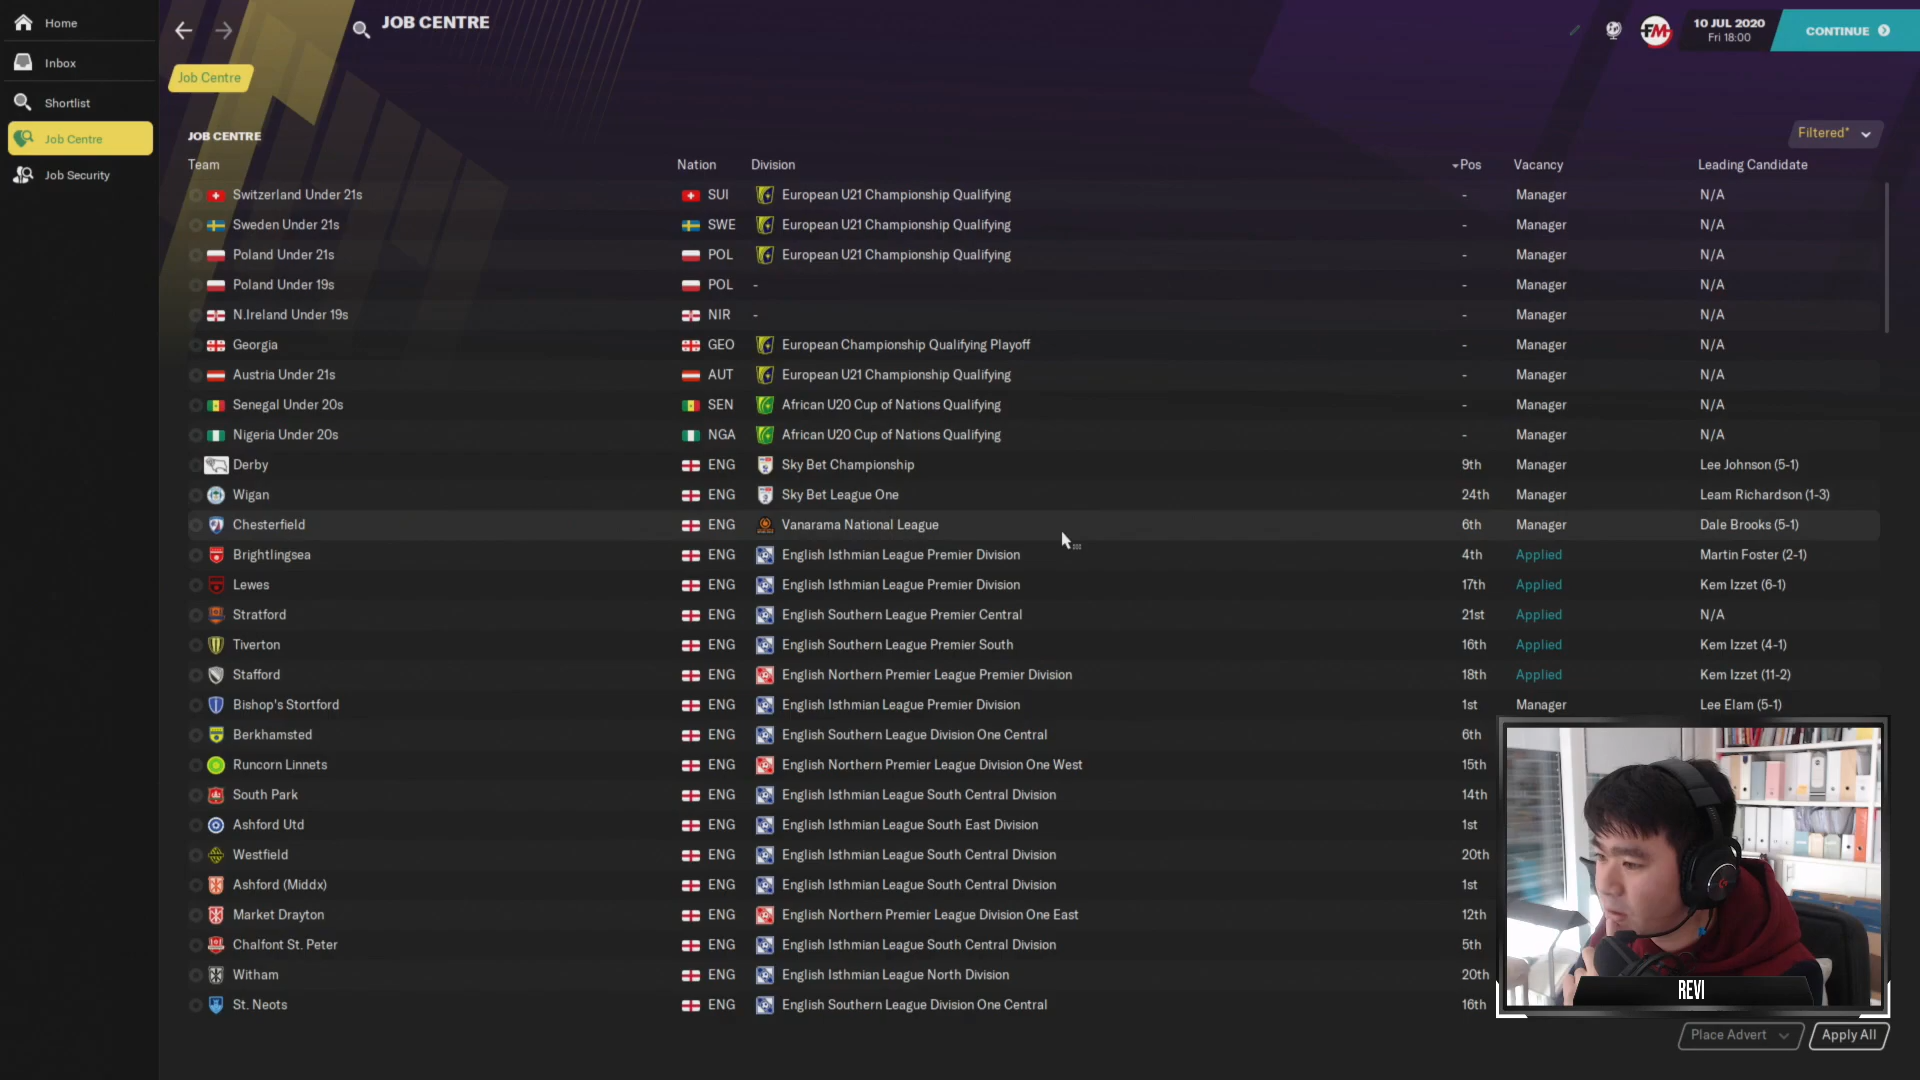 Home
JOB CENTRE
10 JUL 2020
Fri 18:00
CONTINUE
Inbox
Job Centre
Shortlist
Job Centre
Job Security
JOB CENTRE
Filtered*
Team Nation Division Pos Vacancy Leading Candidate
Switzerland Under 21s SUI European U21 Championship Qualifying - Manager N/A
Sweden Under 21s SWE European U21 Championship Qualifying - Manager N/A
Poland Under 21s POL European U21 Championship Qualifying - Manager N/A
Poland Under 19s POL - - Manager N/A
N.Ireland Under 19s NIR - - Manager N/A
Georgia GEO European Championship Qualifying Playoff - Manager N/A
Austria Under 21s AUT European U21 Championship Qualifying - Manager N/A
Senegal Under 20s SEN African U20 Cup of Nations Qualifying - Manager N/A
Nigeria Under 20s NGA African U20 Cup of Nations Qualifying - Manager N/A
Derby ENG Sky Bet Championship 9th Manager Lee Johnson (5-1)
Wigan ENG Sky Bet League One 24th Manager Leam Richardson (1-3)
Chesterfield ENG Vanarama National League 6th Manager Dale Brooks (5-1)
Brightlingsea ENG English Isthmian League Premier Division 4th Applied Martin Foster (2-1)
Lewes ENG English Isthmian League Premier Division 17th Applied Kem Izzet (6-1)
Stratford ENG English Southern League Premier Central 21st Applied N/A
Tiverton ENG English Southern League Premier South 16th Applied Kem Izzet (4-1)
Stafford ENG English Northern Premier League Premier Division 18th Applied Kem Izzet (11-2)
Bishop's Stortford ENG English Isthmian League Premier Division 1st Manager Lee Elam (5-1)
Berkhamsted ENG English Southern League Division One Central 6th
Runcorn Linnets ENG English Northern Premier League Division One West 15th
South Park ENG English Isthmian League South Central Division 14th
Ashford Utd ENG English Isthmian League South East Division 1st
Westfield ENG English Isthmian League South Central Division 20th
Ashford (Middx) ENG English Isthmian League South Central Division 1st
Market Drayton ENG English Northern Premier League Division One East 12th
Chalfont St. Peter ENG English Isthmian League South Central Division 5th
Witham ENG English Isthmian League North Division 20th
St. Neots ENG English Southern League Division One Central 16th
REVI
Place Advert
Apply All
FM